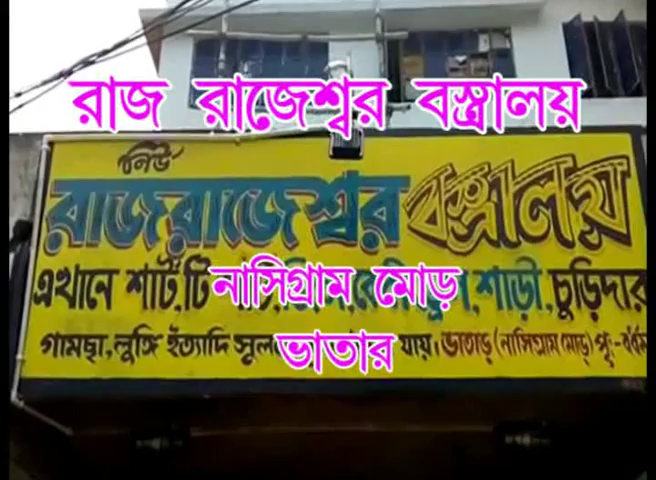 রাজ রাজেশ্বর বস্ত্রালয়
নিউ
রাজরাজেশ্বর বস্ত্রালয়
এখানে শার্ট, টি শাড়ী, চুড়িদার
নাসিগ্রাম মোড়
গামছা, লুঙ্গি ইত্যাদি যায়। ভাতাড় (নাসিগ্রাম মোড়) পূঃ-বর্ধম
ভাতার